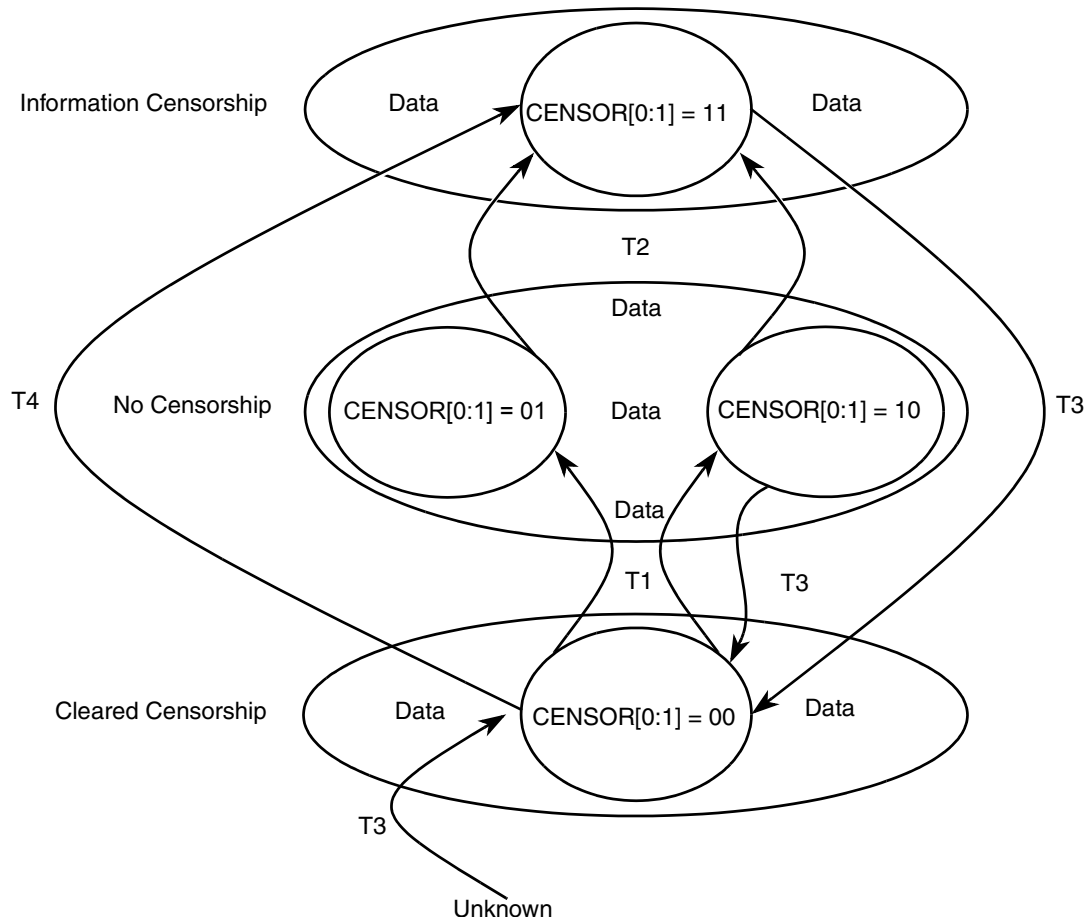 Information Censorship
Data
CENSOR[0:1] = 11
Data
T2
Data
T4
No Censorship
CENSOR[0:1] = 01
Data
CENSOR[0:1] = 10
T3
Data
T1
T3
Cleared Censorship
Data
CENSOR[0:1] = 00
Data
T3
Unknown